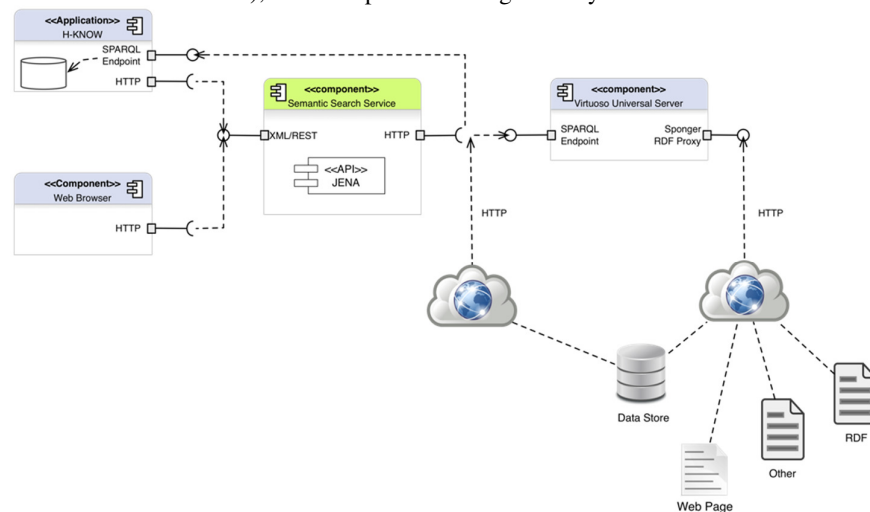 <<Application>>
H-KNOW
SPARQL
Endpoint
HTTP
<<component>>
Semantic Search Service
XML/REST
HTTP
<<API>>
JENA
<<component>>
Virtuoso Universal Server
SPARQL
Endpoint
Sponger
RDF Proxy
<<Component>>
Web Browser
HTTP
HTTP
HTTP
Data Store
RDF
Other
Web Page